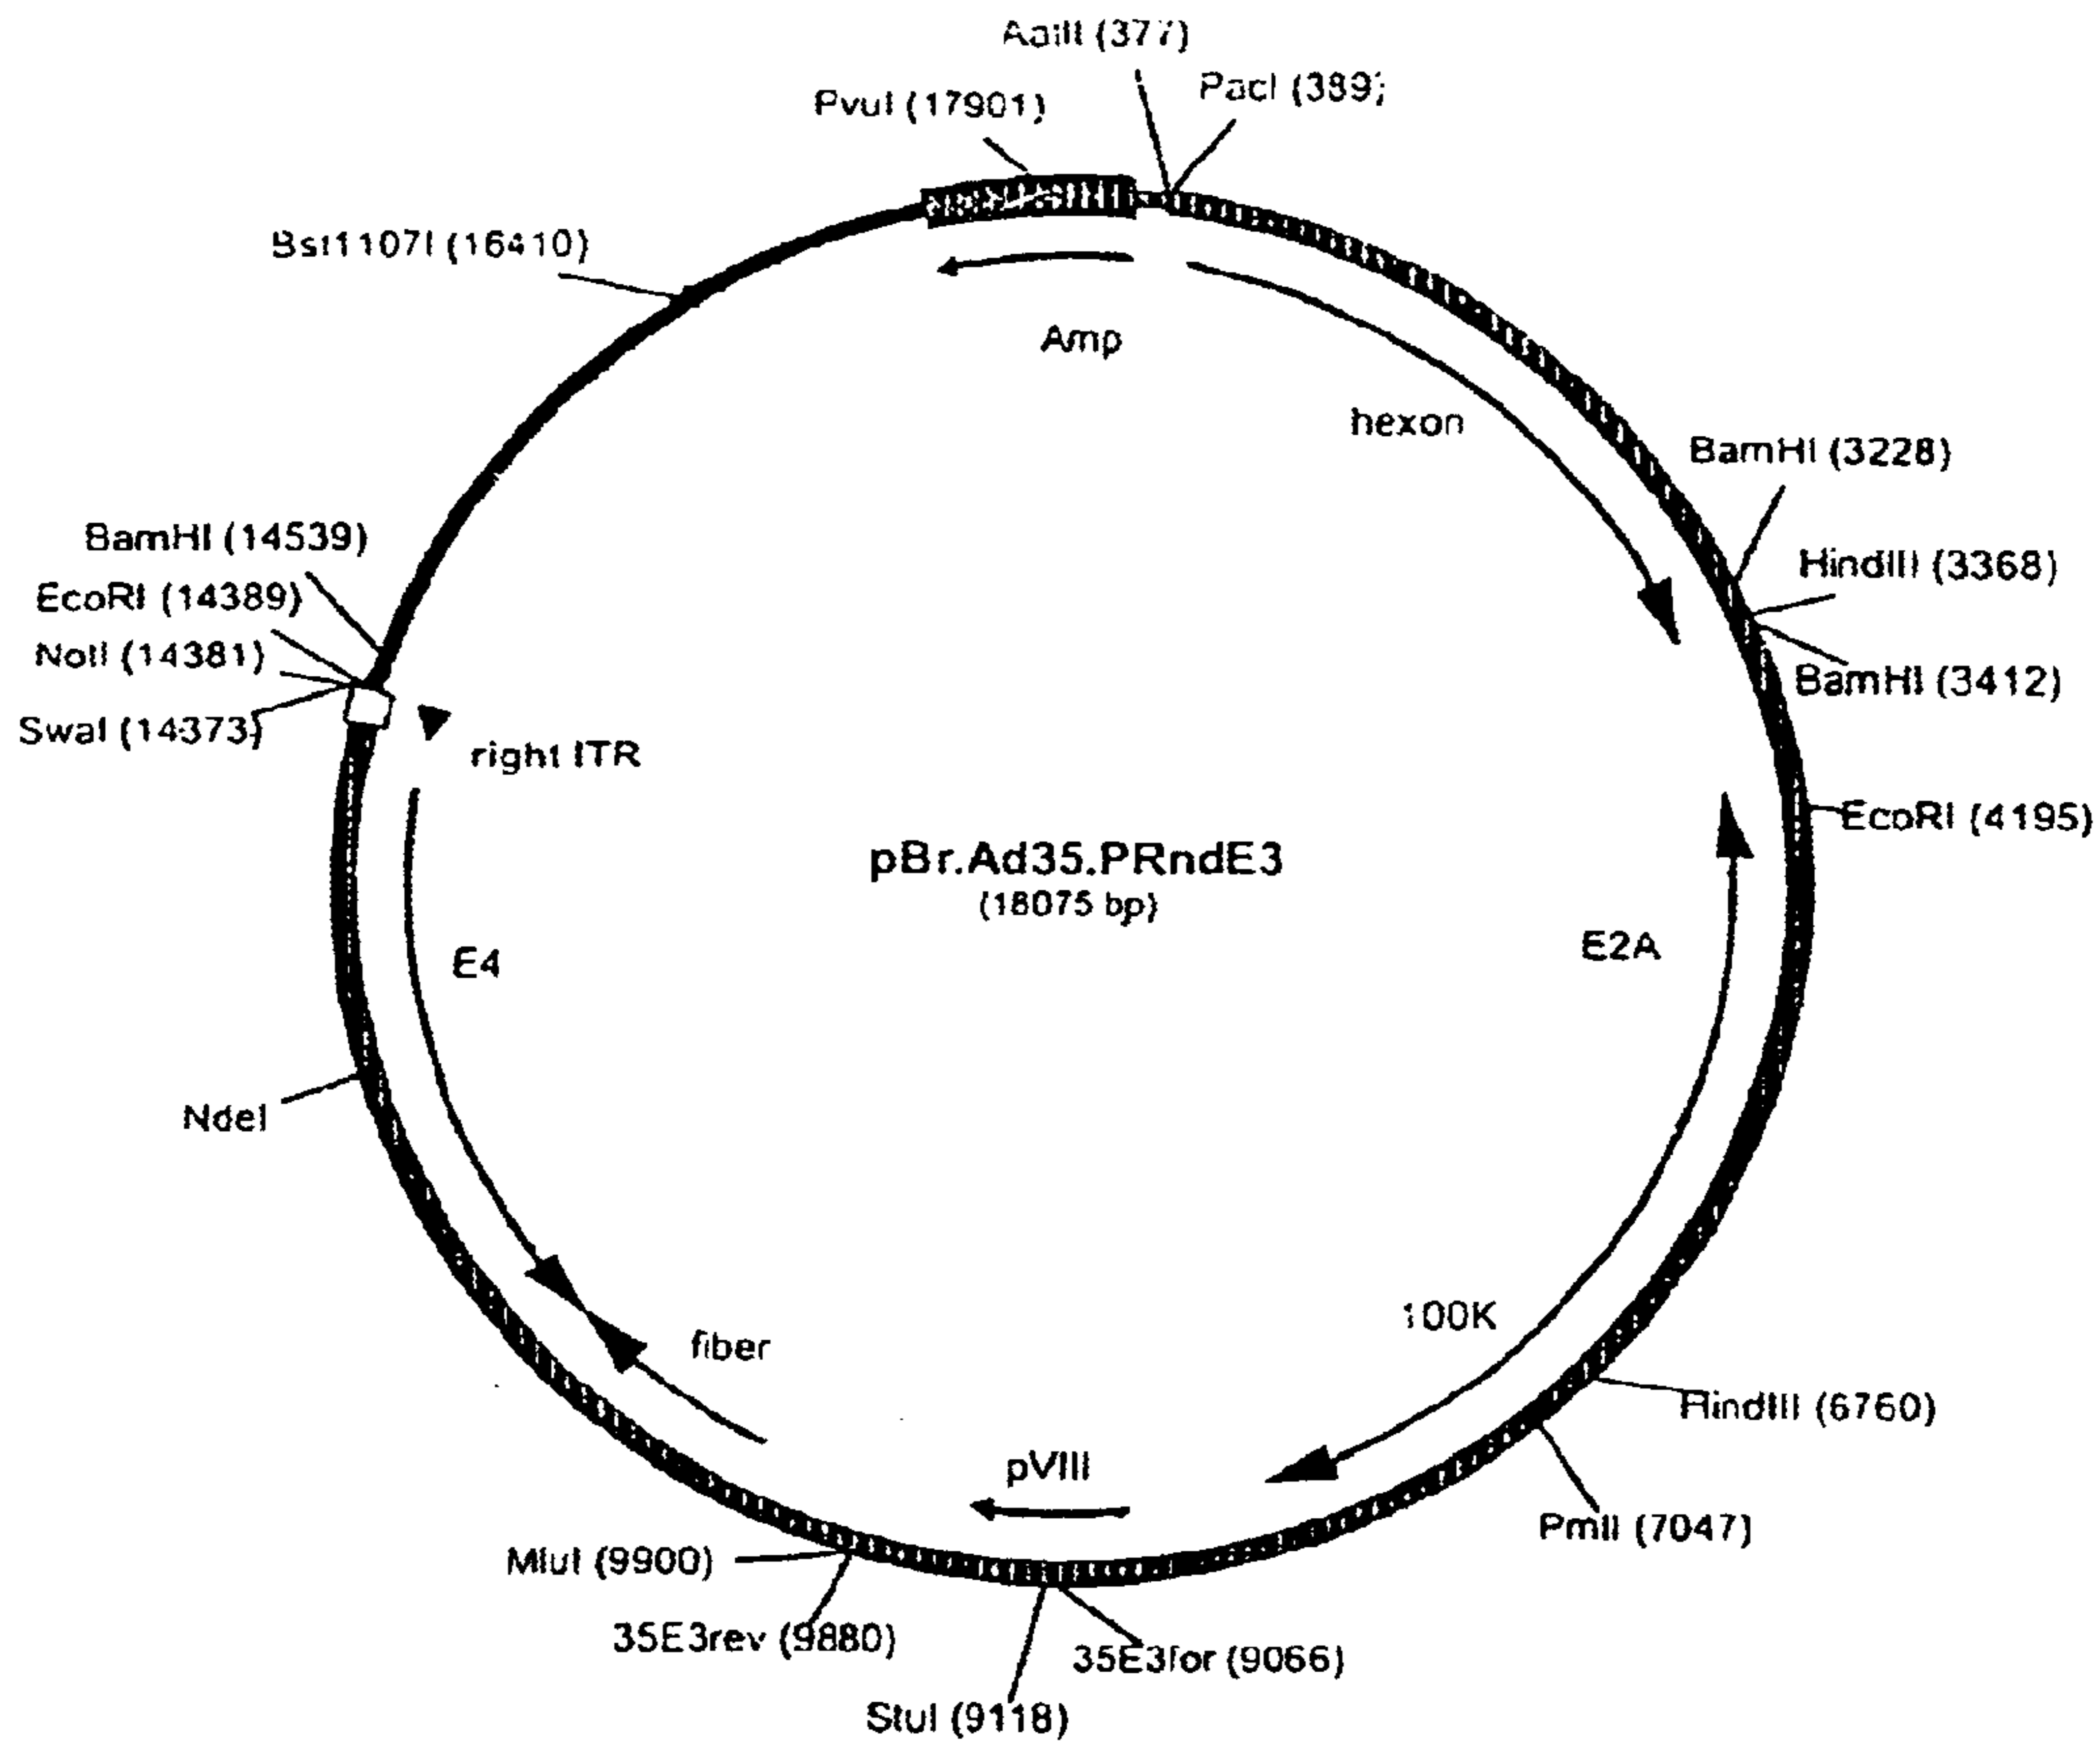 AatII (377)
PacI (389)
PvuI (17901)
Bst1107I (16410)
Amp
hexon
BamHI (3228)
HindIII (3368)
BamHI (3412)
EcoRI (4195)
BamHI (14539)
EcoRI (14389)
NotI (14381)
SwaI (14373)
right ITR
pBr.Ad35.PRndE3
(18075 bp)
E4
E2A
NdeI
100K
fiber
HindIII (6760)
pVIII
PmlI (7047)
MluI (9900)
35E3rev (9880)
35E3for (9066)
StuI (9118)